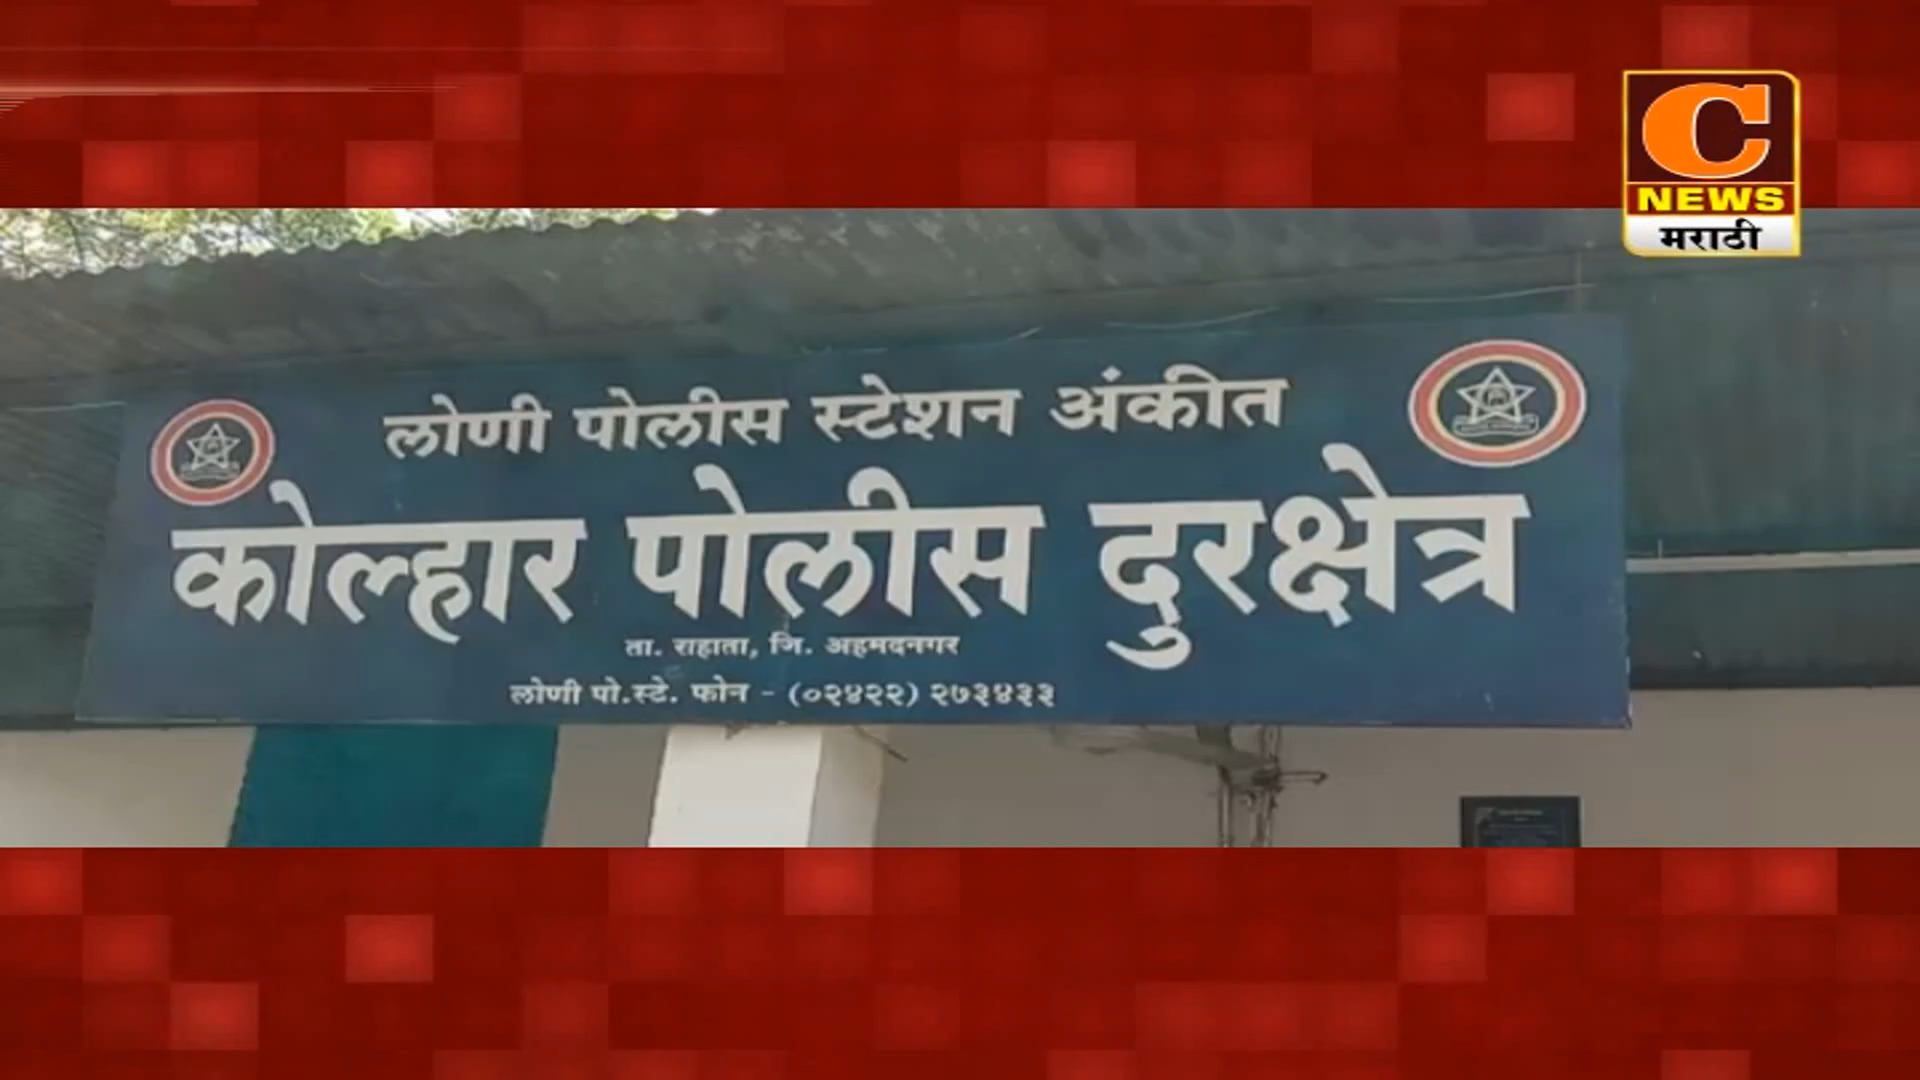 C
NEWS
मराठी
लोणी पोलीस स्टेशन अंकीत
कोल्हार पोलीस दुरक्षेत्र
ता. राहाता, जि. अहमदनगर
लोणी पो.स्टे. फोन - (०२४२२) २७३४३३